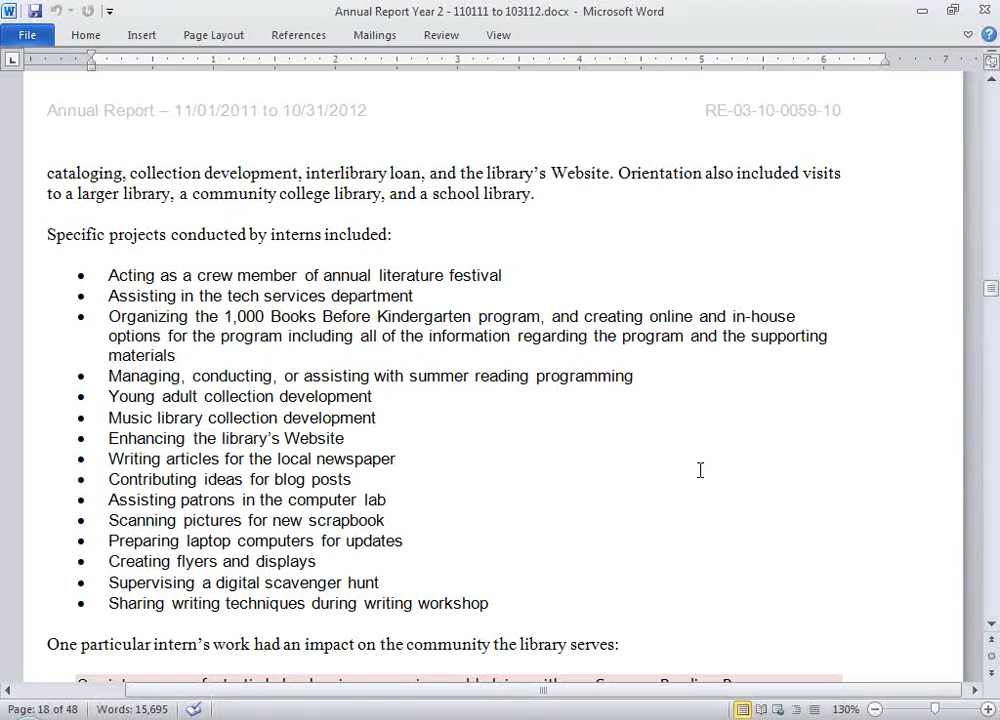 Annual Report Year 2 - 110111 to 103112.docx - Microsoft Word
File Home Insert Page Layout References Mailings Review View
1 2 3 4 5 6 7
Annual Report – 11/01/2011 to 10/31/2012 RE-03-10-0059-10
cataloging, collection development, interlibrary loan, and the library’s Website. Orientation also included visits
to a larger library, a community college library, and a school library.
Specific projects conducted by interns included:
• Acting as a crew member of annual literature festival
• Assisting in the tech services department
• Organizing the 1,000 Books Before Kindergarten program, and creating online and in-house
options for the program including all of the information regarding the program and the supporting
materials
• Managing, conducting, or assisting with summer reading programming
• Young adult collection development
• Music library collection development
• Enhancing the library’s Website
• Writing articles for the local newspaper
• Contributing ideas for blog posts
• Assisting patrons in the computer lab
• Scanning pictures for new scrapbook
• Preparing laptop computers for updates
• Creating flyers and displays
• Supervising a digital scavenger hunt
• Sharing writing techniques during writing workshop
One particular intern’s work had an impact on the community the library serves:
Page: 18 of 48 Words: 15,695 130%